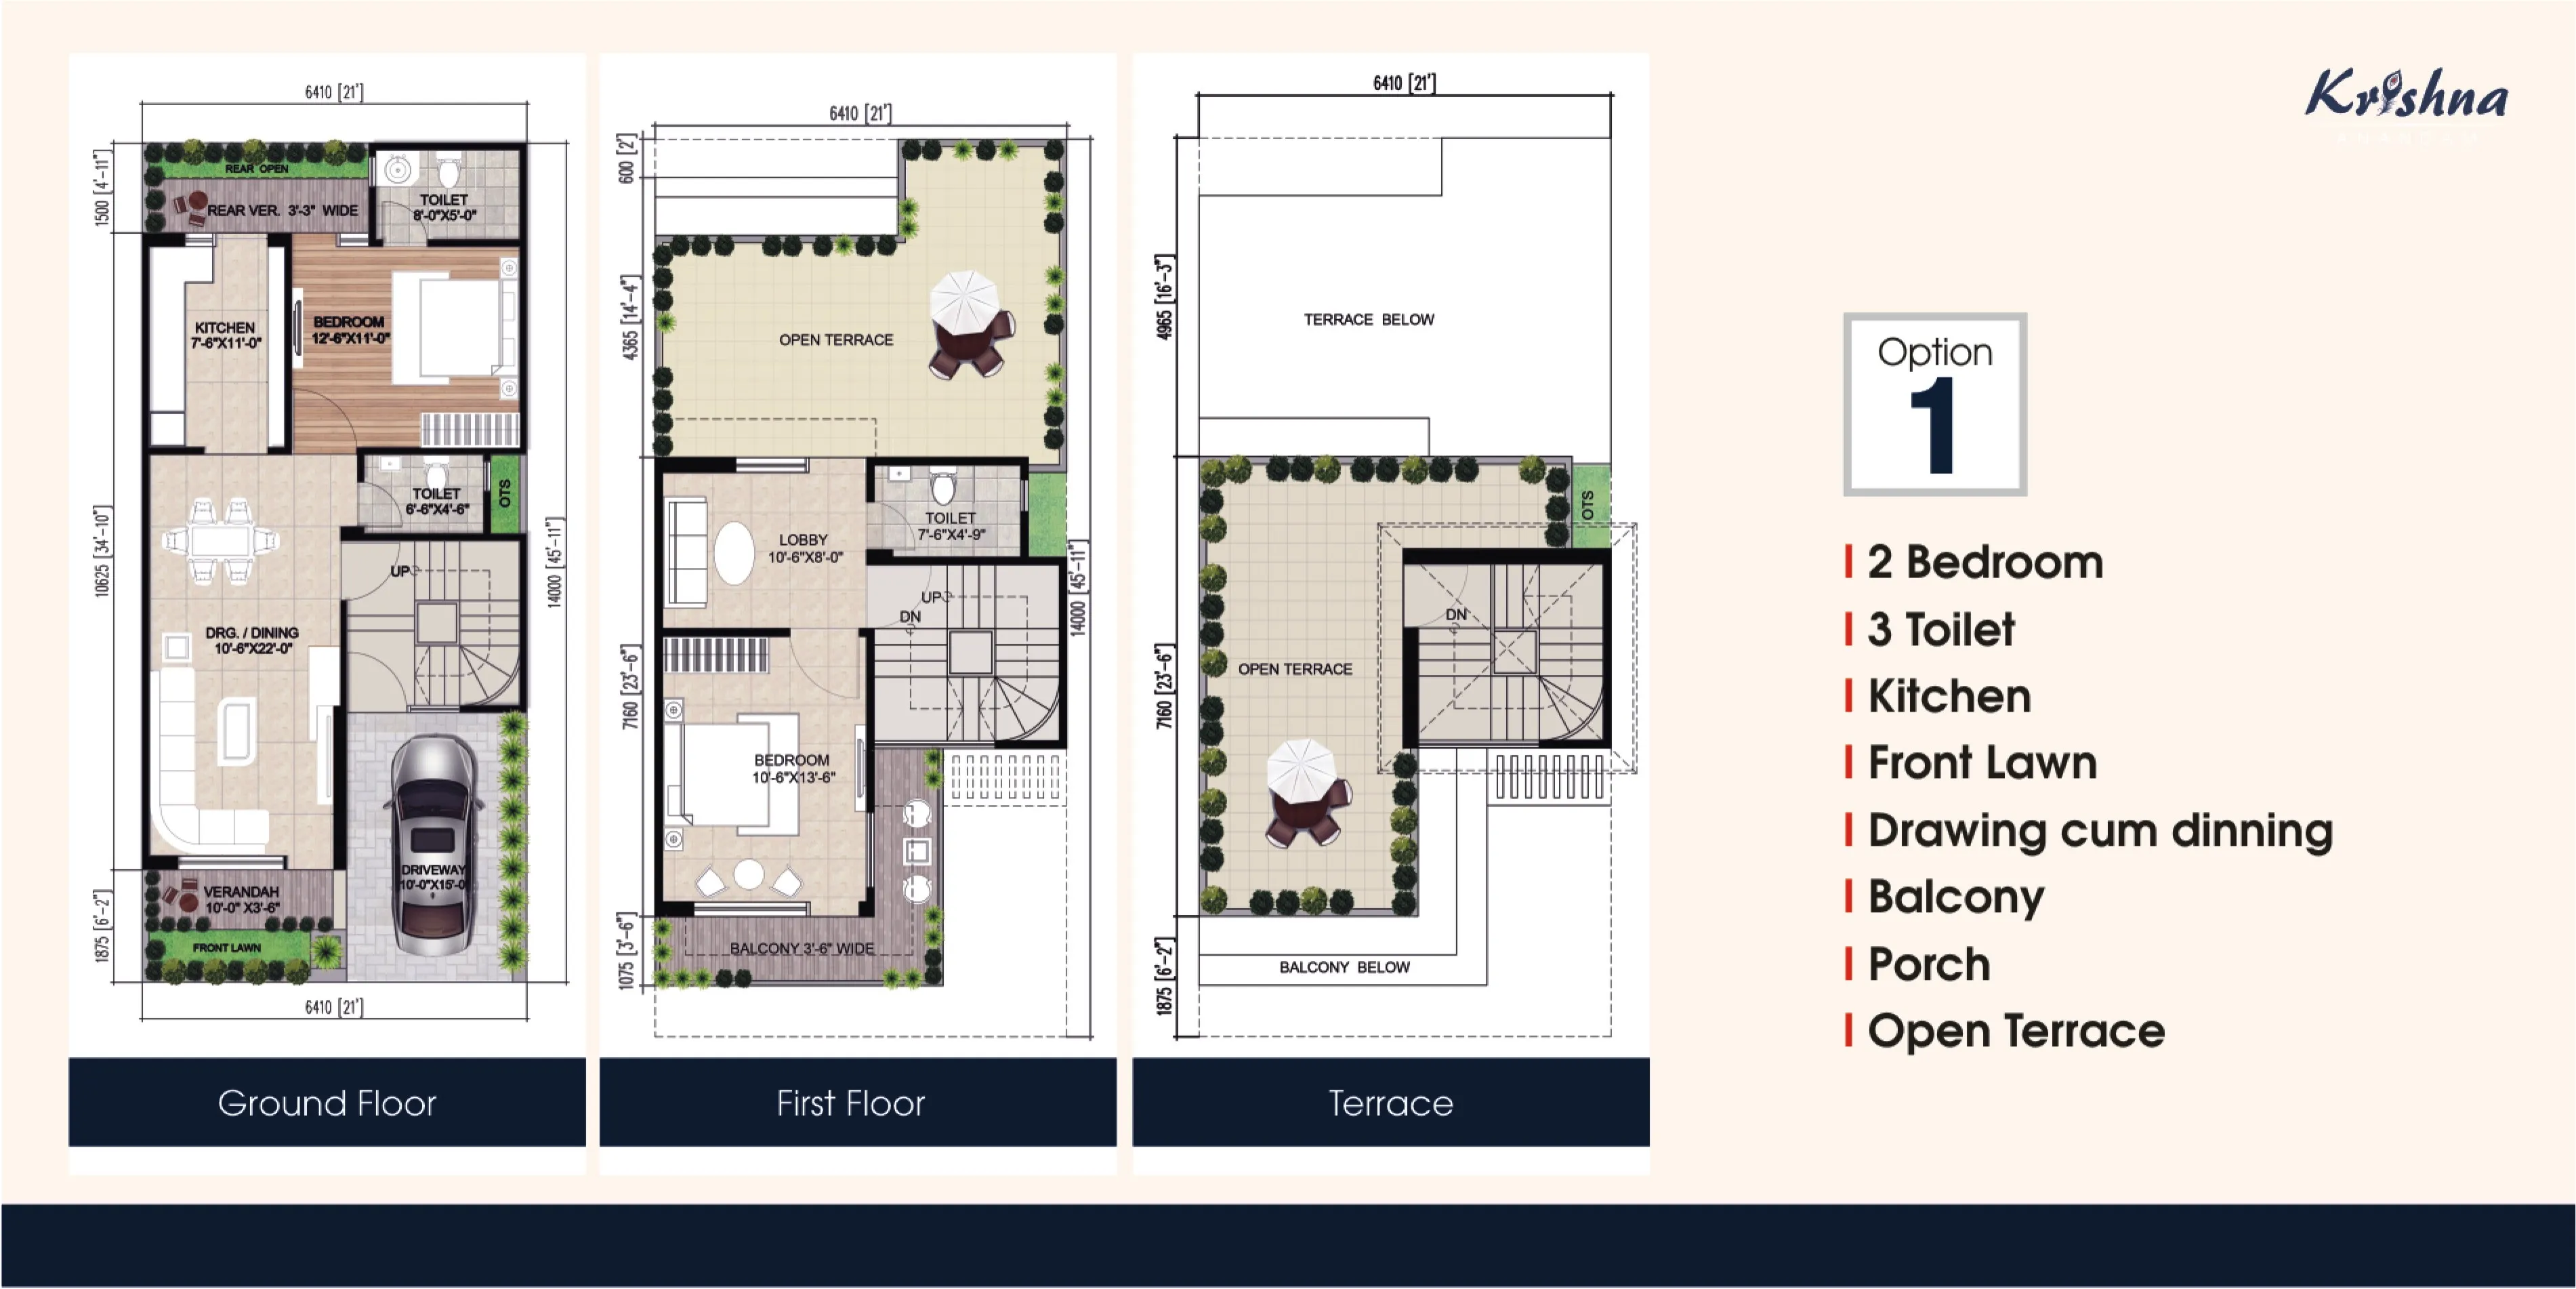 6410 [21']
REAR OPEN
REAR VER. 3'-3" WIDE
TOILET
8'-0"X5'-0"
1500 [4'-11"]
KITCHEN
7'-6"X11'-0"
BEDROOM
12'-6"X11'-0"
TOILET
6'-6"X4'-6"
OTS
10625 [34'-10"]
14000 [45'-11"]
UP
DRG. / DINING
10'-6"X22'-0"
DRIVEWAY
10'-0"X15'-0
VERANDAH
10'-0" X3'-6"
FRONT LAWN
1875 [6'-2"]
6410 [21']
Ground Floor
6410 [21']
600 [2']
4365 [14'-4"]
OPEN TERRACE
LOBBY
10'-6"X8'-0"
TOILET
7'-6"X4'-9"
UP
DN
14000 [45'-11"]
7160 [23'-6"]
BEDROOM
10'-6"X13'-6"
BALCONY 3'-6" WIDE
1075 [3'-6"]
First Floor
6410 [21']
4965 [16'-3"]
TERRACE BELOW
OTS
DN
OPEN TERRACE
7160 [23'-6"]
BALCONY BELOW
1875 [6'-2"]
Terrace
Krishna
Option
1
2 Bedroom
3 Toilet
Kitchen
Front Lawn
Drawing cum dinning
Balcony
Porch
Open Terrace